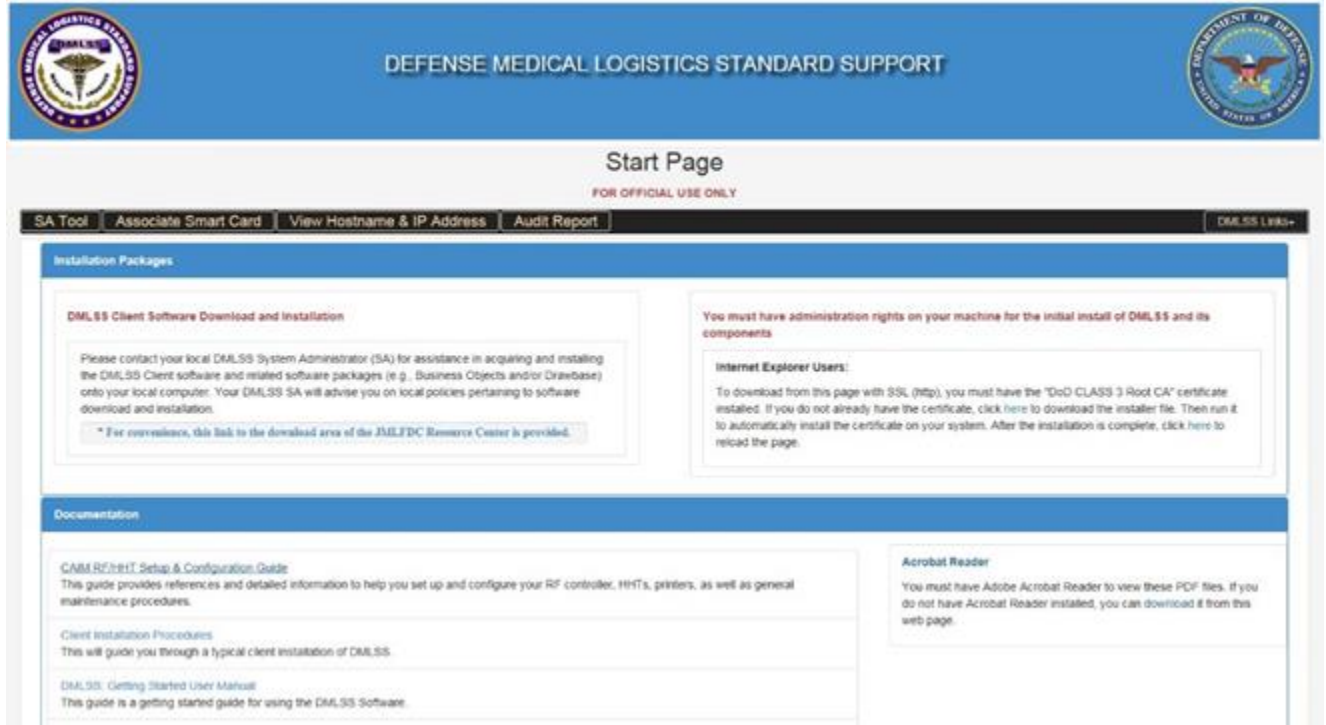 DEFENSE MEDICAL LOGISTICS STANDARD SUPPORT
DMLSS
DEFENSE MEDICAL LOGISTICS STANDARD SUPPORT
DEPARTMENT OF DEFENSE
UNITED STATES OF AMERICA
Start Page
FOR OFFICIAL USE ONLY
SA Tool
Associate Smart Card
View Hostname & IP Address
Audit Report
DMLSS Links
Installation Packages
DMLSS Client Software Download and Installation
Please contact your local DMLSS System Administrator (SA) for assistance in acquiring and installing
the DMLSS Client software and related software packages (e.g., Business Objects and/or Drawbase)
onto your local computer. Your DMLSS SA will advise you on local policies pertaining to software
download and installation.
* For convenience, this link to the download area of the JMLFDC Resource Center is provided.
You must have administration rights on your machine for the initial install of DMLSS and its
components
Internet Explorer Users:
To download from this page with SSL (http), you must have the "DoD CLASS 3 Root CA" certificate
installed. If you do not already have the certificate, click here to download the installer file. Then run it
to automatically install the certificate on your system. After the installation is complete, click here to
reload the page.
Documentation
CAIM RF/HHT Setup & Configuration Guide
This guide provides references and detailed information to help you set up and configure your RF controller, HHTs, printers, as well as general
maintenance procedures.
Client Installation Procedures
This will guide you through a typical client installation of DMLSS.
DMLSS: Getting Started User Manual
This guide is a getting started guide for using the DMLSS Software.
Acrobat Reader
You must have Adobe Acrobat Reader to view these PDF files. If you
do not have Acrobat Reader installed, you can download it from this
web page.